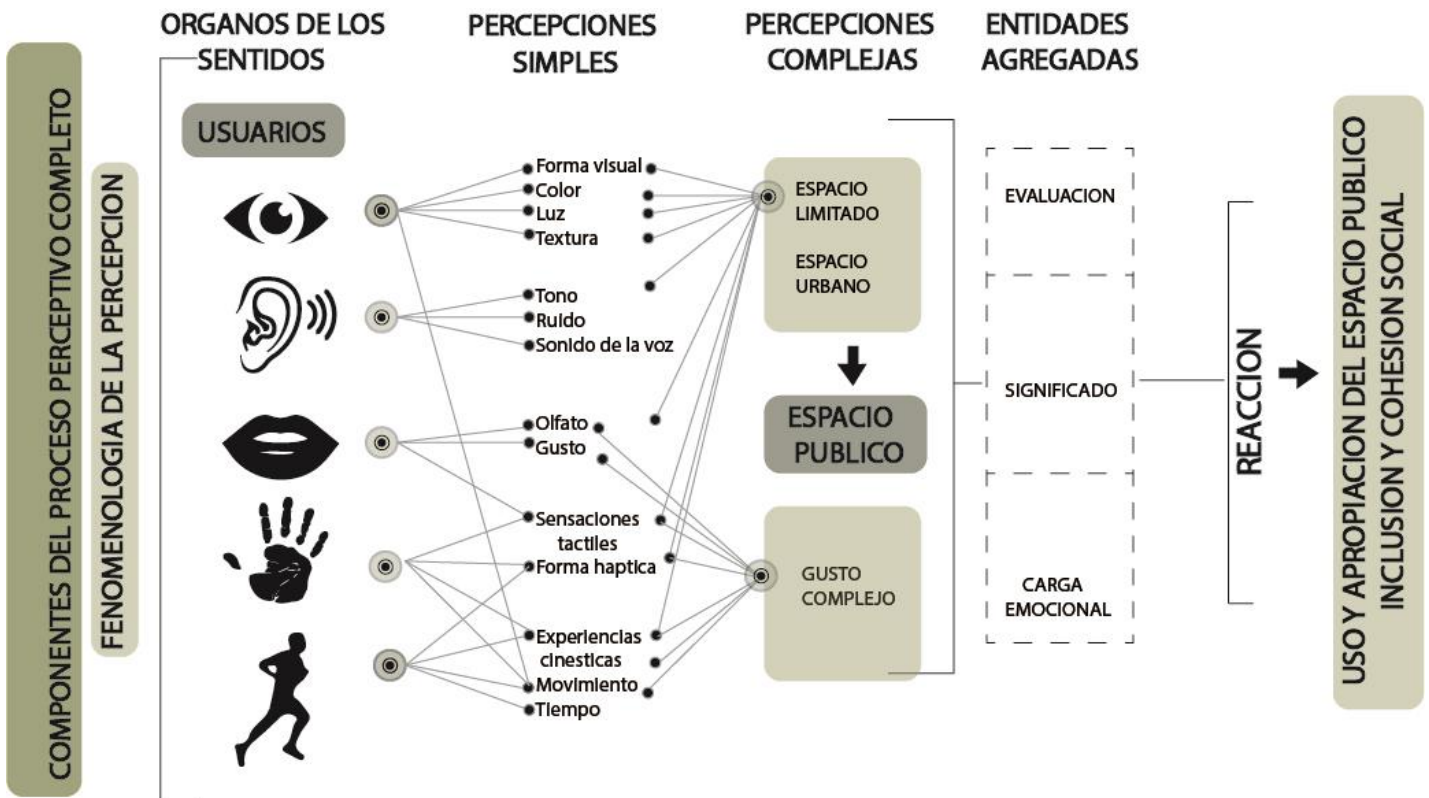 COMPONENTES DEL PROCESO PERCEPTIVO COMPLETO
FENOMENOLOGIA DE LA PERCEPCION
ORGANOS DE LOS
SENTIDOS
USUARIOS
PERCEPCIONES
SIMPLES
Forma visual
Color
Luz
Textura
Tono
Ruido
Sonido de la voz
Olfato
Gusto
Sensaciones
tactiles
Forma haptica
Experiencias
cinesticas
Movimiento
Tiempo
PERCEPCIONES
COMPLEJAS
ESPACIO
LIMITADO
ESPACIO
URBANO
ESPACIO
PUBLICO
GUSTO
COMPLEJO
ENTIDADES
AGREGADAS
EVALUACION
SIGNIFICADO
CARGA
EMOCIONAL
REACCION
USO Y APROPIACION DEL ESPACIO PUBLICO
INCLUSION Y COHESION SOCIAL